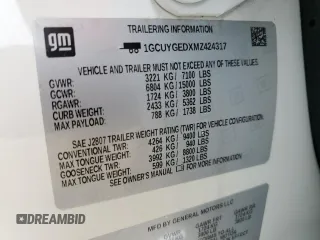 gm
TRAILERING INFORMATION
1GCUYGEDXMZ424317
VEHICLE AND TRAILER MUST NOT EXCEED ANY OF THESE WEIGHTS
GVWR: 3221 KG / 7100 LBS
GCWR: 6804 KG / 15000 LBS
RGAWR: 1724 KG / 3800 LBS
CURB WEIGHT: 2433 KG / 5362 LBS
MAX PAYLOAD: 788 KG / 1738 LBS
SAE J2807 TRAILER WEIGHT RATING (TWR) FOR THIS VEHICLE
CONVENTIONAL TWR: 4264 KG / 9400 LBS
MAX TONGUE WEIGHT: 426 KG / 940 LBS
GOOSENECK TWR: 3992 KG / 8800 LBS
MAX TONGUE WEIGHT: 599 KG / 1320 LBS
SEE OWNER'S MANUAL FOR ADDITIONAL INFORMATION
MFD BY GENERAL MOTORS LLC
DREAMBID